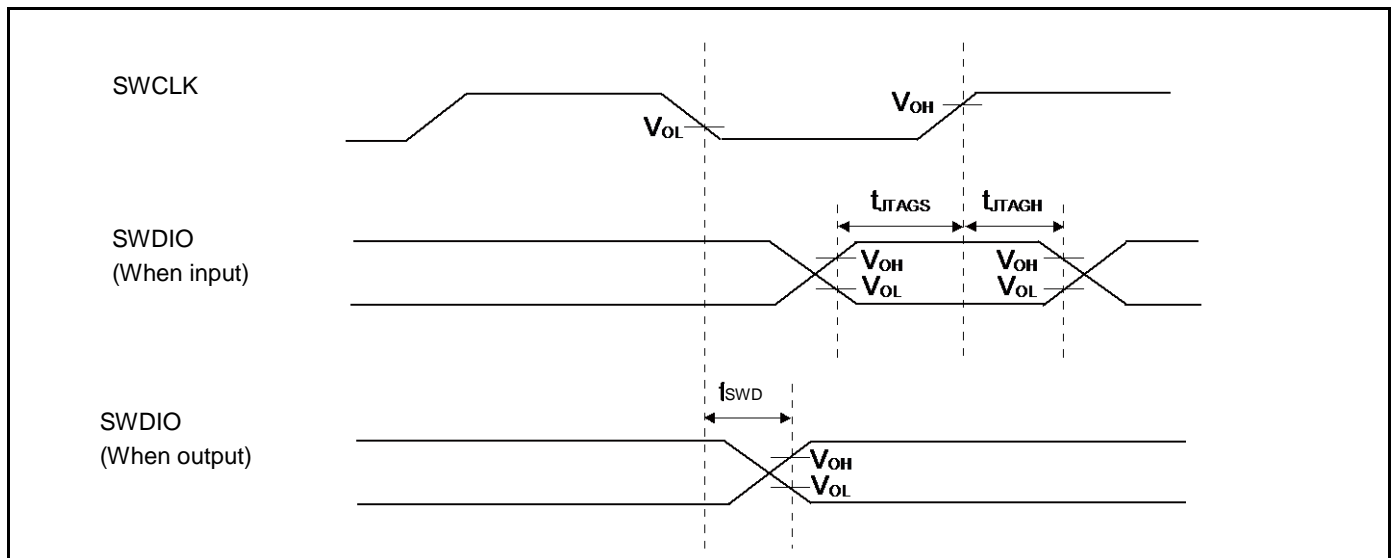 SWCLK
VOL
VOH
tJTAGS
tJTAGH
SWDIO
(When input)
VOH
VOL
VOH
VOL
tSWD
SWDIO
(When output)
VOH
VOL